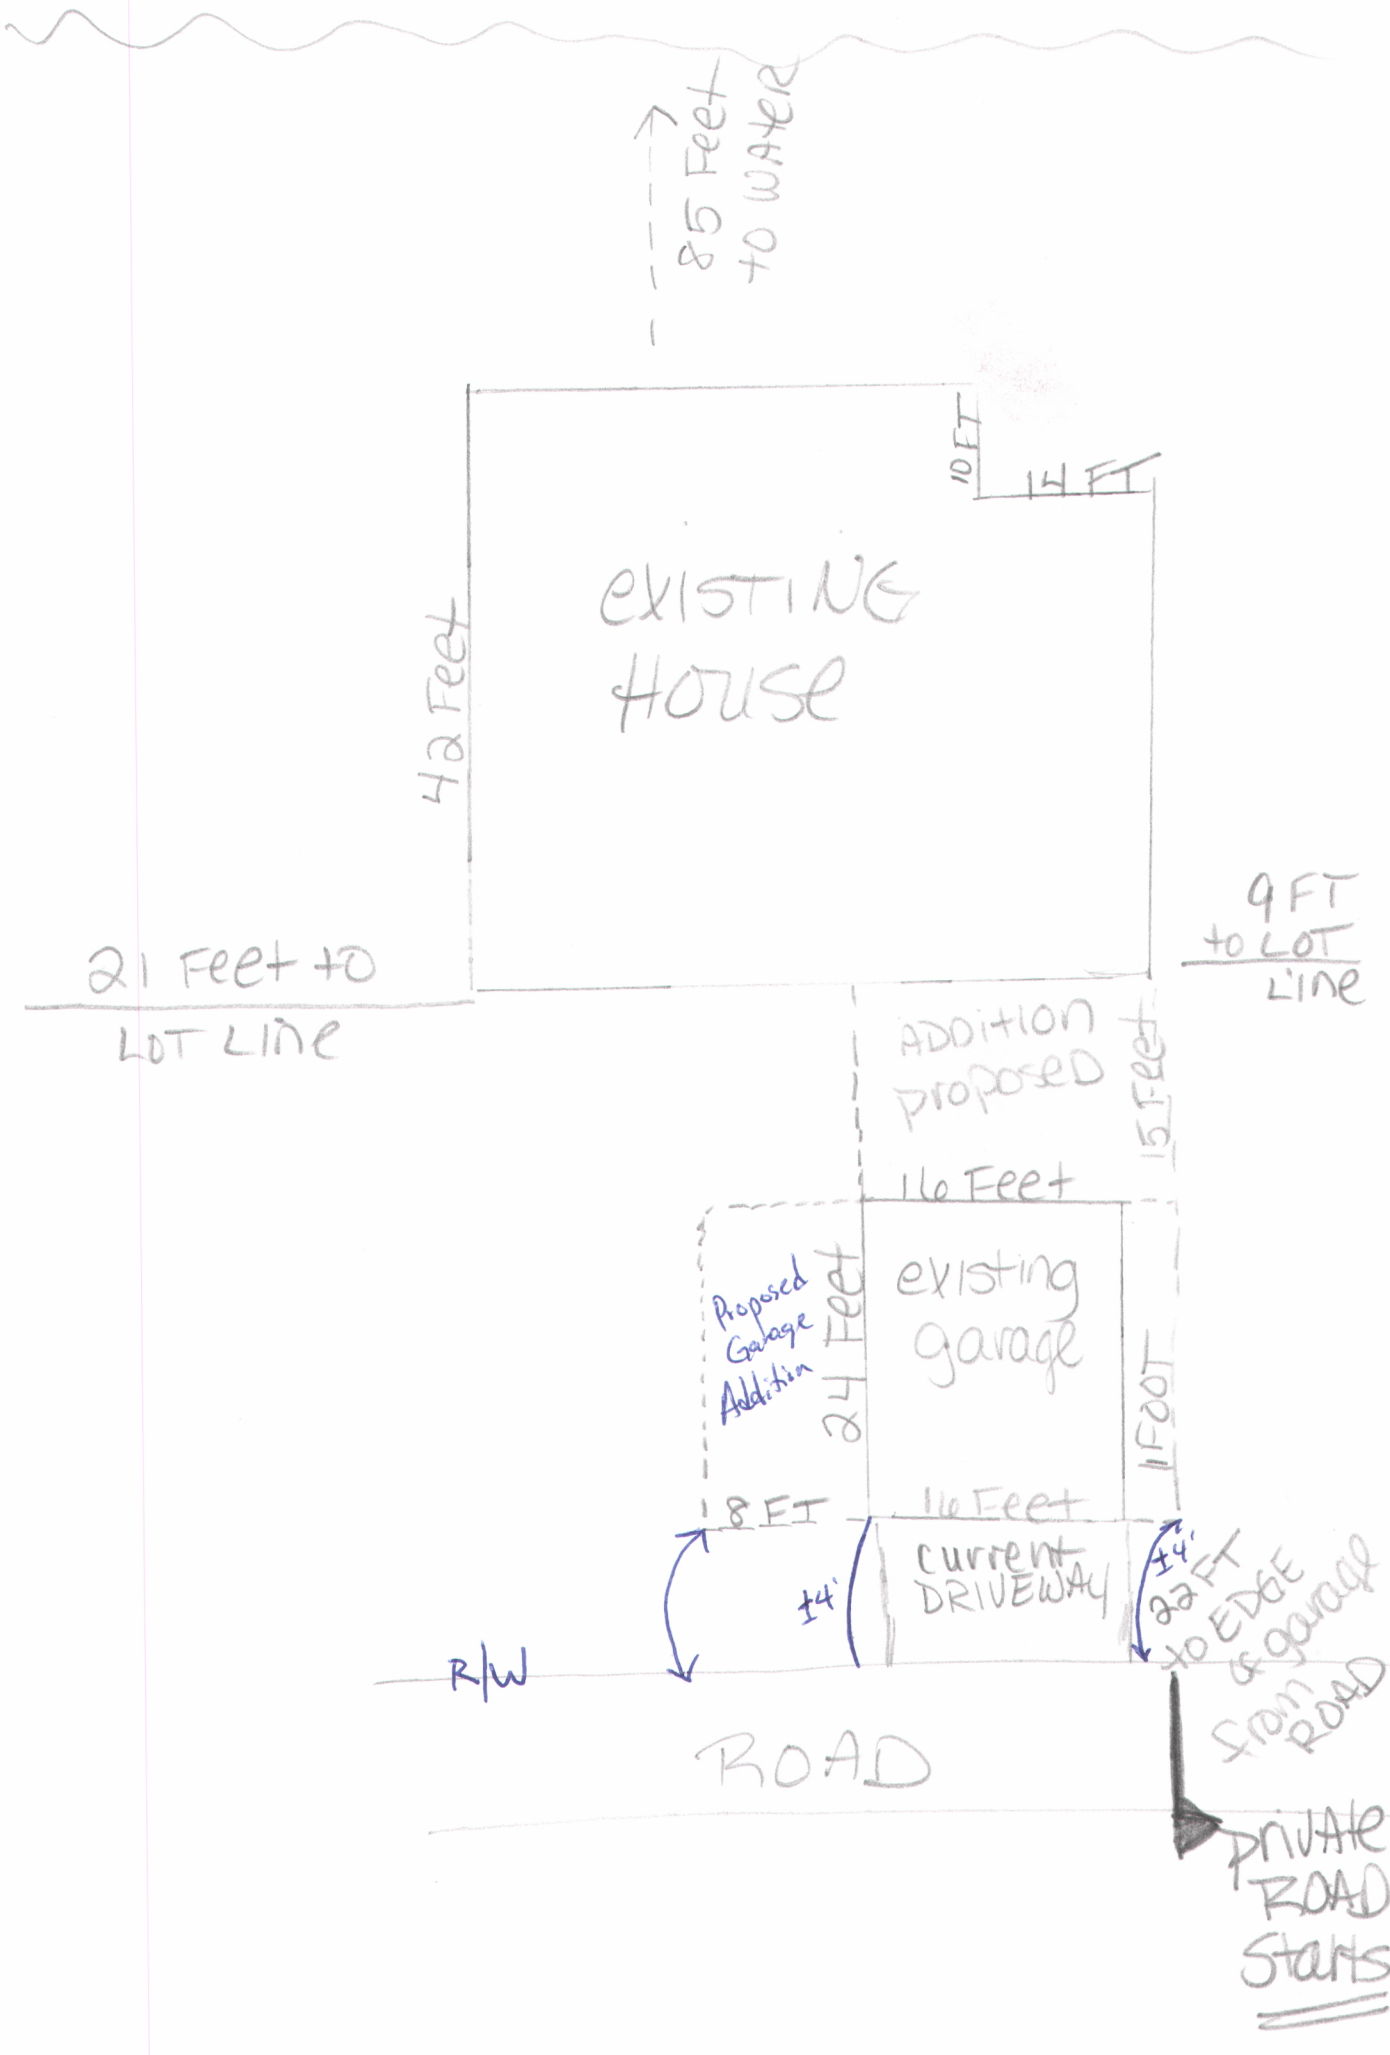 85 Feet
to WAteR
10 FT
14 FT
existiNG
House
42 Feet
21 Feet to
LOT Line
9 FT
to LOT
Line
ADDition
proposeD
15 Feet
16 Feet
Proposed
Garage
Addition
24 Feet
existing
garage
1 FOOT
8 FT
16 Feet
current
DRIVEWAY
±4'
±4'
22 FT
to EDGE
of garage
from
ROAD
R/W
ROAD
privAte
ROAD
Starts